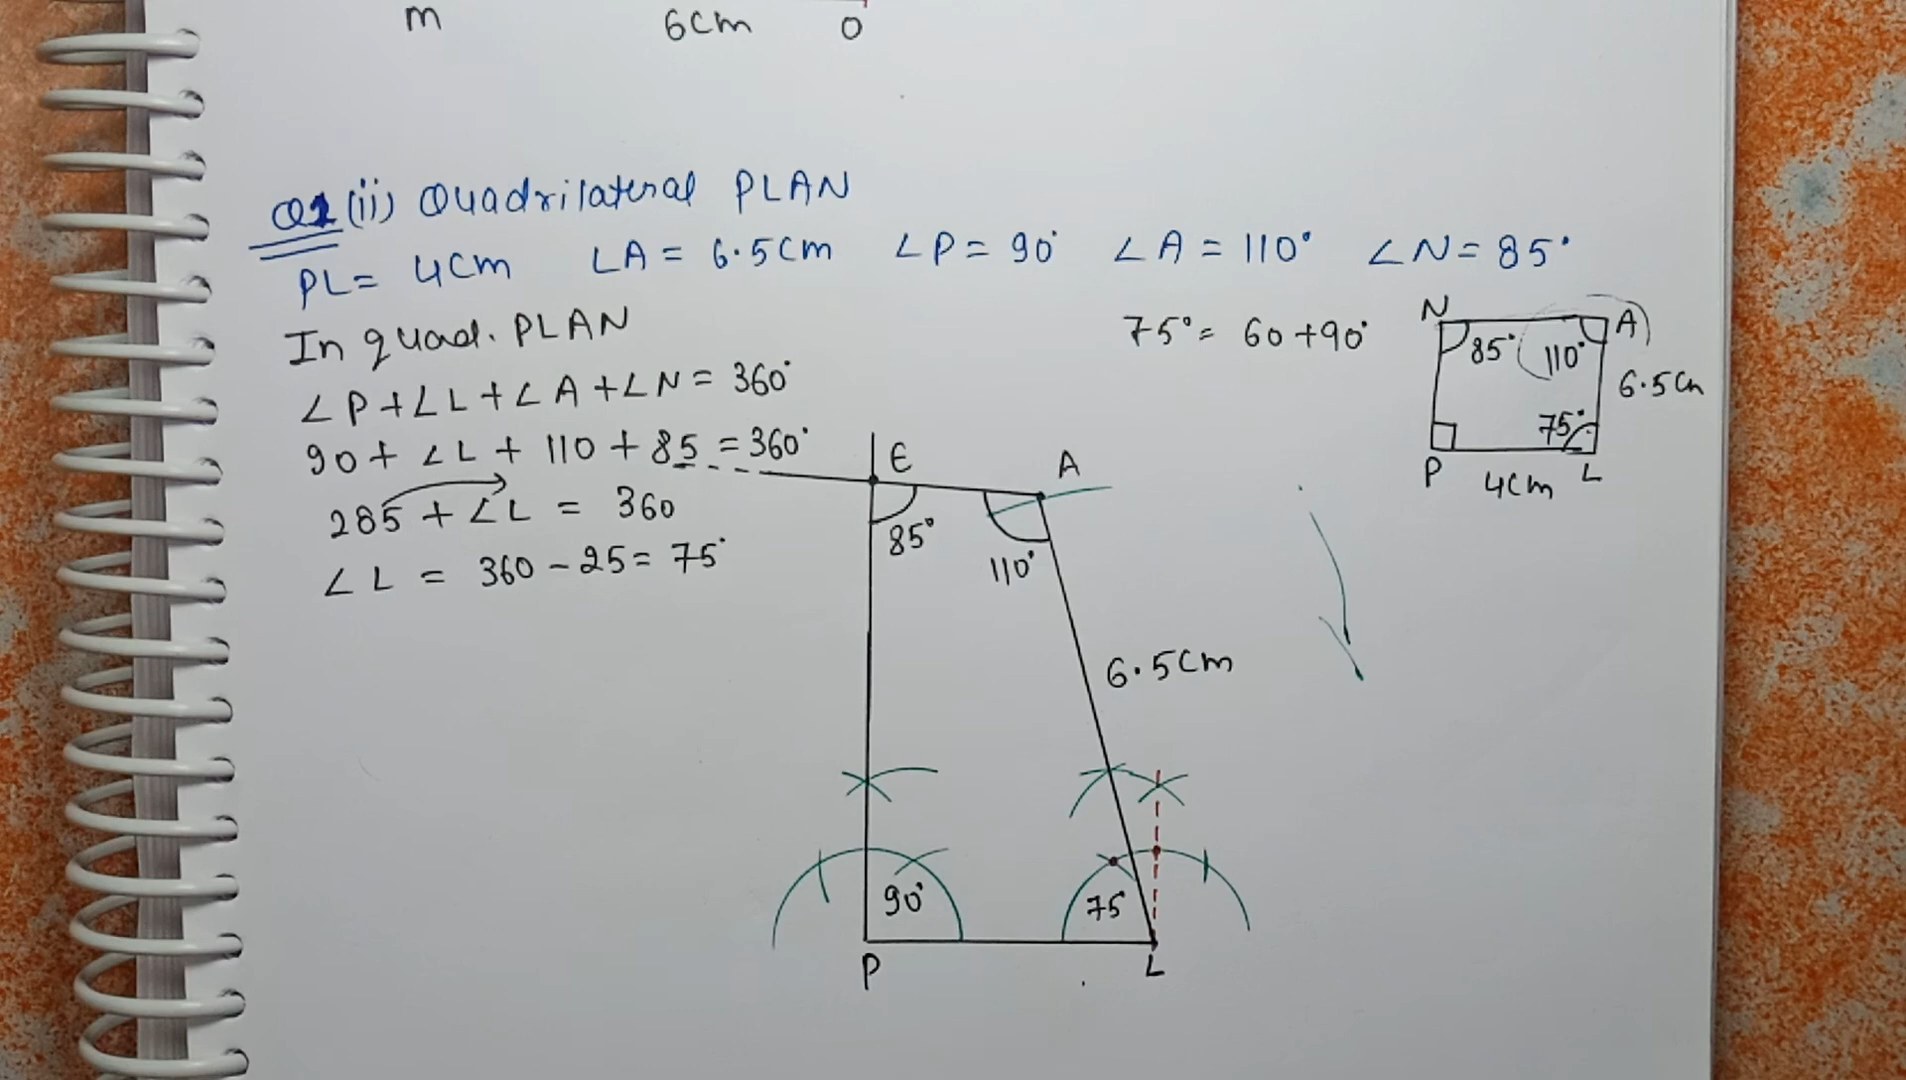 m 6cm O
Q1 (ii) Quadrilateral PLAN
PL = 4cm LA = 6.5cm ∠P = 90° ∠A = 110° ∠N = 85°
In quad. PLAN
∠P + ∠L + ∠A + ∠N = 360°
90 + ∠L + 110 + 85 = 360°
285 + ∠L = 360
∠L = 360 - 25 = 75°
75° = 60 + 90°
N A
85° 110°
6.5cm
75°
P 4cm L
E A
85°
110°
6.5cm
90° 75
P L